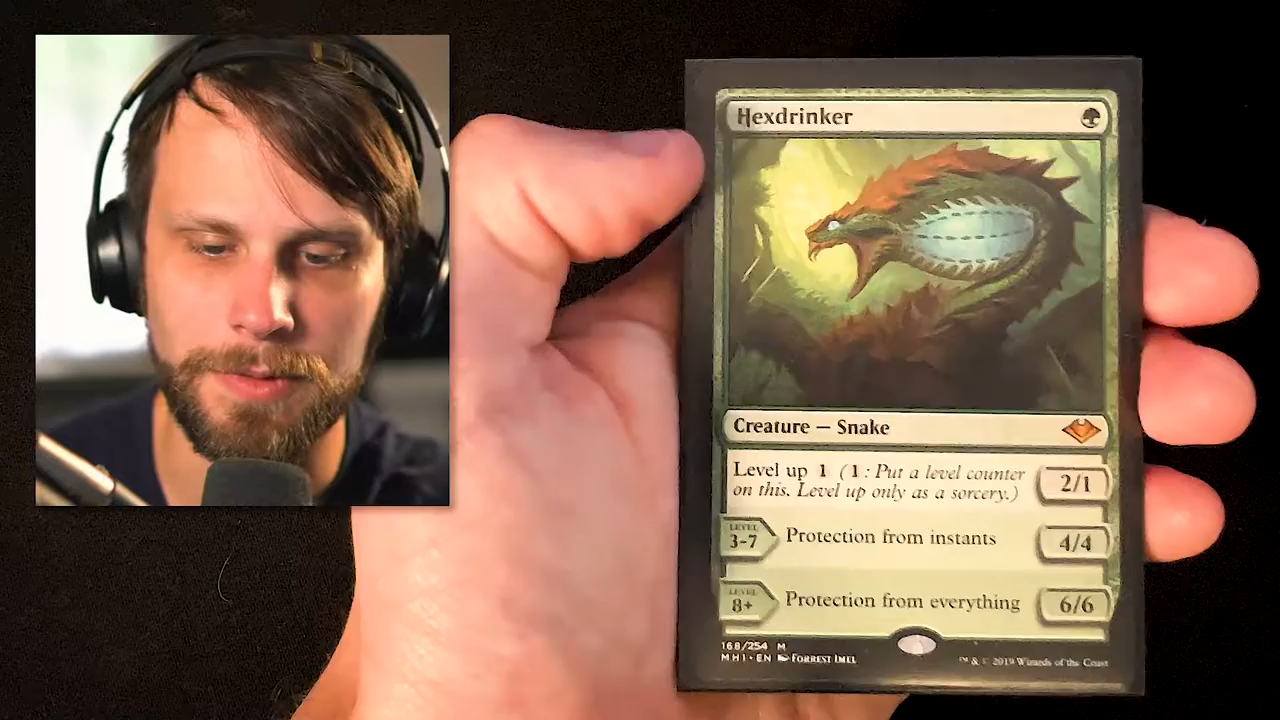 Hexdrinker
Creature — Snake
Level up 1 (1: Put a level counter
on this. Level up only as a sorcery.)
2/1
LEVEL
3-7
Protection from instants
4/4
LEVEL
8+
Protection from everything
6/6
168/254 M
MH1 • EN FORREST IMEL
™ & © 2019 Wizards of the Coast